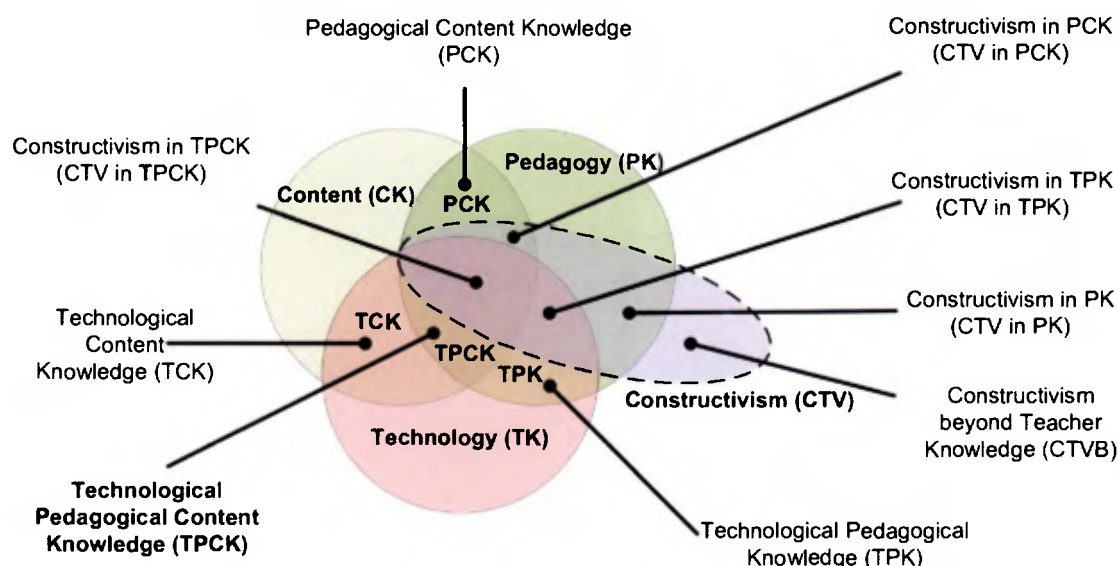 Pedagogical Content Knowledge
(PCK)
Constructivism in PCK
(CTV in PCK)
Constructivism in TPCK
(CTV in TPCK)
Pedagogy (PK)
Content (CK)
PCK
Constructivism in TPK
(CTV in TPK)
Technological
Content
Knowledge (TCK)
TCK
TPCK
TPK
Constructivism in PK
(CTV in PK)
Constructivism (CTV)
Constructivism
beyond Teacher
Knowledge (CTVB)
Technology (TK)
Technological
Pedagogical Content
Knowledge (TPCK)
Technological Pedagogical
Knowledge (TPK)